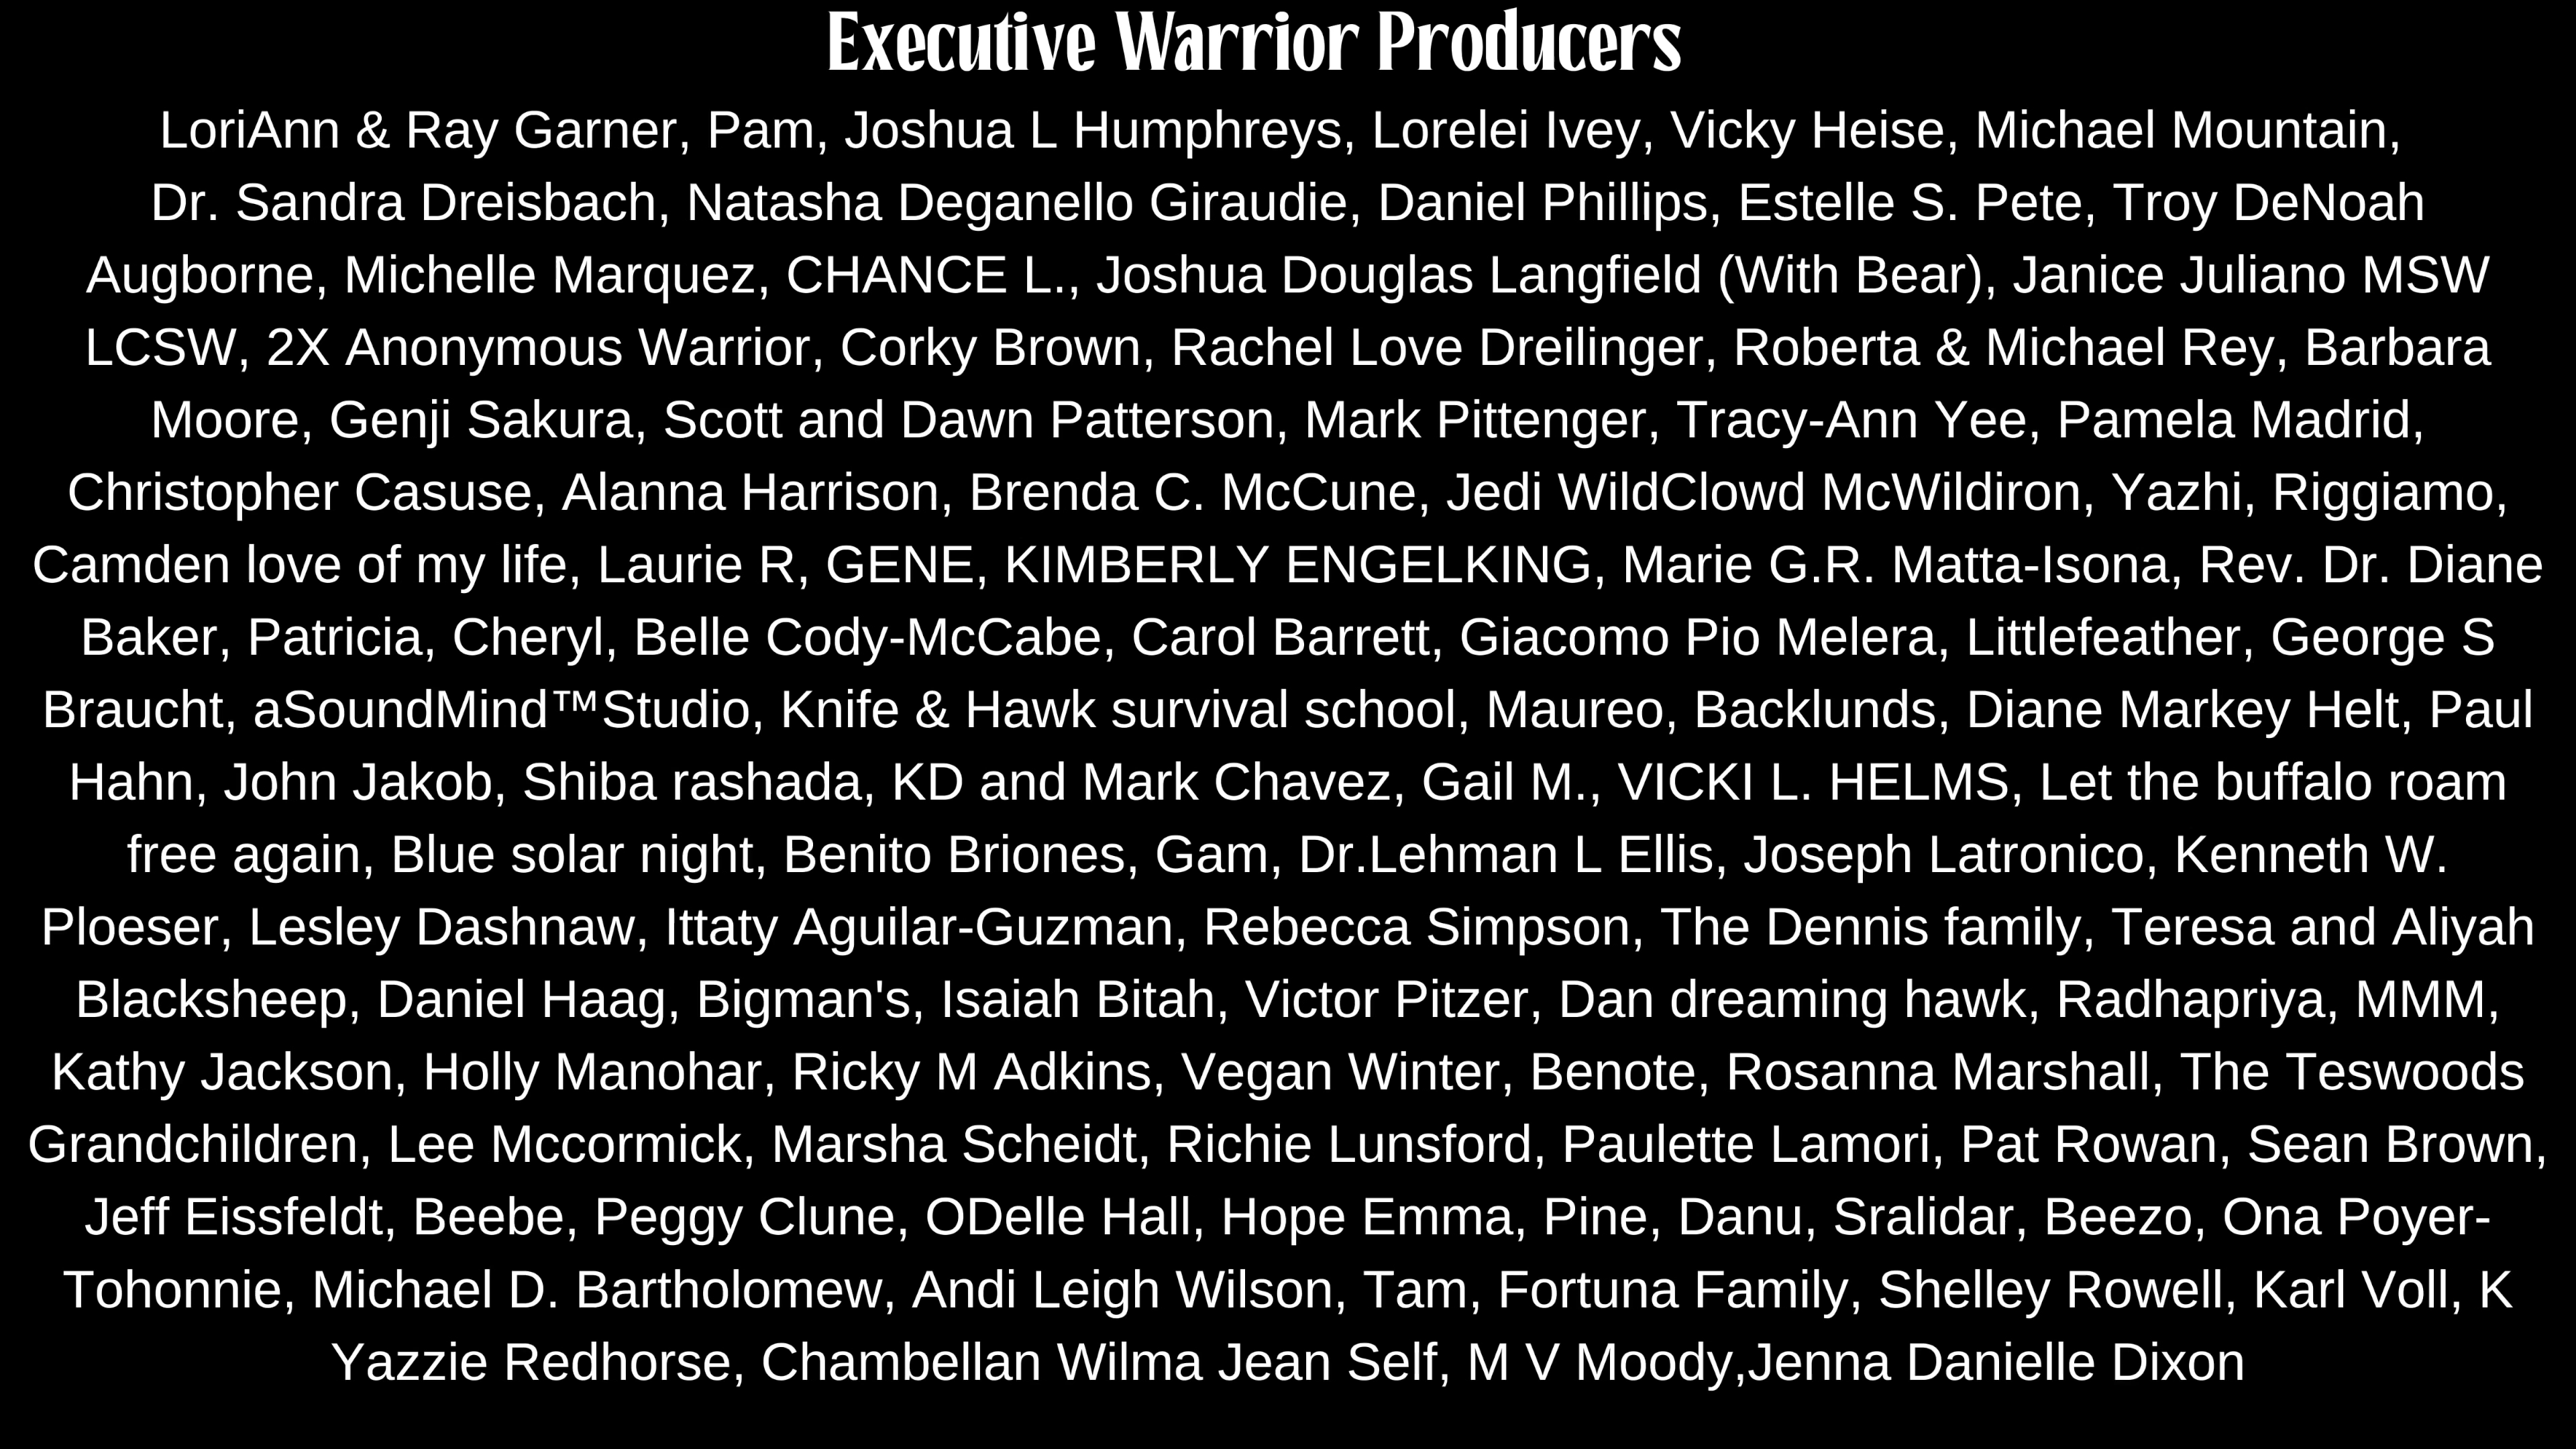 Executive Warrior Producers
LoriAnn & Ray Garner, Pam, Joshua L Humphreys, Lorelei Ivey, Vicky Heise, Michael Mountain,
Dr. Sandra Dreisbach, Natasha Deganello Giraudie, Daniel Phillips, Estelle S. Pete, Troy DeNoah
Augborne, Michelle Marquez, CHANCE L., Joshua Douglas Langfield (With Bear), Janice Juliano MSW
LCSW, 2X Anonymous Warrior, Corky Brown, Rachel Love Dreilinger, Roberta & Michael Rey, Barbara
Moore, Genji Sakura, Scott and Dawn Patterson, Mark Pittenger, Tracy-Ann Yee, Pamela Madrid,
Christopher Casuse, Alanna Harrison, Brenda C. McCune, Jedi WildClowd McWildiron, Yazhi, Riggiamo,
Camden love of my life, Laurie R, GENE, KIMBERLY ENGELKING, Marie G.R. Matta-Isona, Rev. Dr. Diane
Baker, Patricia, Cheryl, Belle Cody-McCabe, Carol Barrett, Giacomo Pio Melera, Littlefeather, George S
Braucht, aSoundMind™Studio, Knife & Hawk survival school, Maureo, Backlunds, Diane Markey Helt, Paul
Hahn, John Jakob, Shiba rashada, KD and Mark Chavez, Gail M., VICKI L. HELMS, Let the buffalo roam
free again, Blue solar night, Benito Briones, Gam, Dr.Lehman L Ellis, Joseph Latronico, Kenneth W.
Ploeser, Lesley Dashnaw, Ittaty Aguilar-Guzman, Rebecca Simpson, The Dennis family, Teresa and Aliyah
Blacksheep, Daniel Haag, Bigman's, Isaiah Bitah, Victor Pitzer, Dan dreaming hawk, Radhapriya, MMM,
Kathy Jackson, Holly Manohar, Ricky M Adkins, Vegan Winter, Benote, Rosanna Marshall, The Teswoods
Grandchildren, Lee Mccormick, Marsha Scheidt, Richie Lunsford, Paulette Lamori, Pat Rowan, Sean Brown,
Jeff Eissfeldt, Beebe, Peggy Clune, ODelle Hall, Hope Emma, Pine, Danu, Sralidar, Beezo, Ona Poyer-
Tohonnie, Michael D. Bartholomew, Andi Leigh Wilson, Tam, Fortuna Family, Shelley Rowell, Karl Voll, K
Yazzie Redhorse, Chambellan Wilma Jean Self, M V Moody,Jenna Danielle Dixon